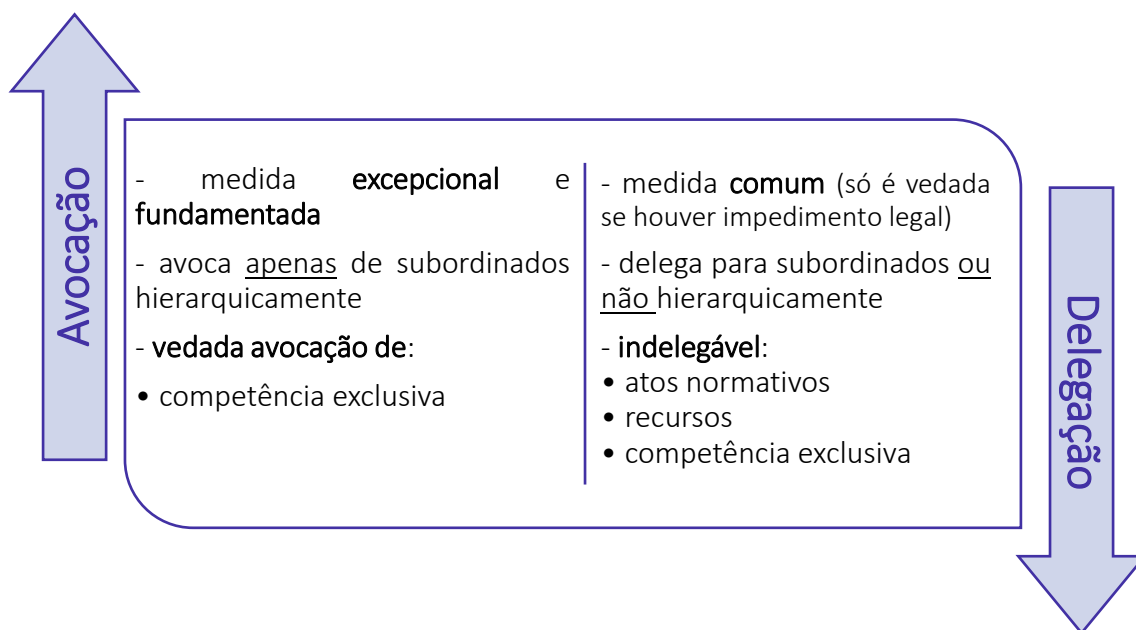 Avocação
- medida excepcional e
fundamentada
- avoca apenas de subordinados
hierarquicamente
- vedada avocação de:
• competência exclusiva
- medida comum (só é vedada
se houver impedimento legal)
- delega para subordinados ou
não hierarquicamente
- indelegável:
• atos normativos
• recursos
• competência exclusiva
Delegação